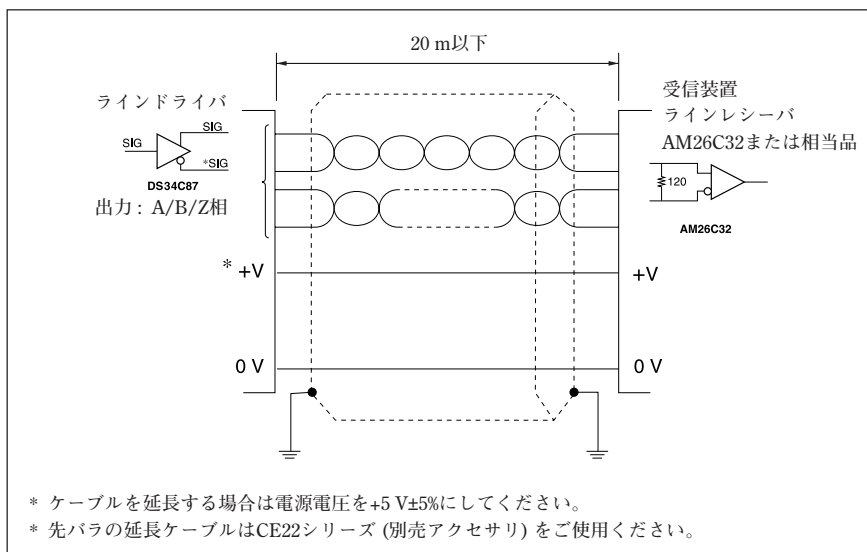 20 m以下
ラインドライバ
受信装置
ラインレシーバ
AM26C32または相当品
SIG
SIG
*SIG
DS34C87
出力 : A/B/Z相
120
AM26C32
* +V
+V
0 V
0 V
* ケーブルを延長する場合は電源電圧を+5 V±5%にしてください。
* 先バラの延長ケーブルはCE22シリーズ (別売アクセサリ) をご使用ください。